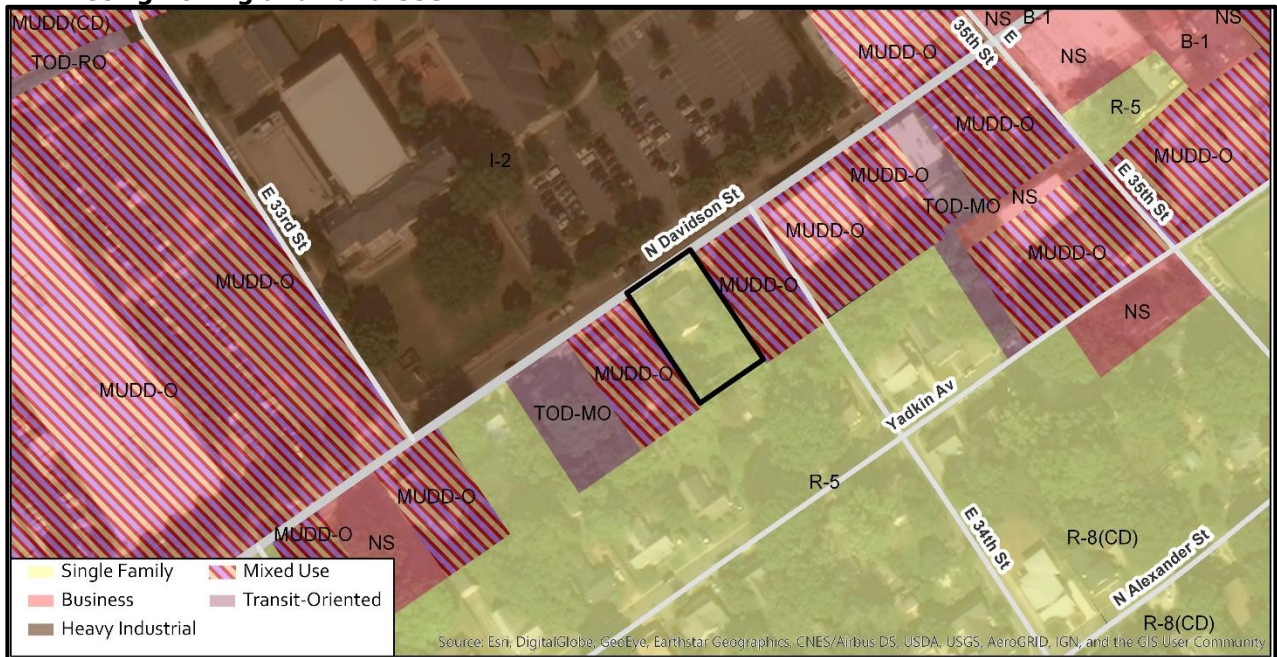 MUDD(CD)
TOD-RO
E 33rd St
MUDD-O
MUDD-O
I-2
N Davidson St
MUDD-O
35th St
E
NS
B-1
NS
B-1
NS
R-5
MUDD-O
MUDD-O
MUDD-O
MUDD-O
TOD-MO
NS
MUDD-O
E 35th St
MUDD-O
MUDD-O
TOD-MO
NS
Yadkin Av
R-5
E 34th St
R-8(CD)
N Alexander St
R-8(CD)
MUDD-O
MUDD-O
NS
Single Family
Mixed Use
Business
Transit-Oriented
Heavy Industrial
Source: Esri, DigitalGlobe, GeoEye, Earthstar Geographics, CNES/Airbus DS, USDA, USGS, AeroGRID, IGN, and the GIS User Community